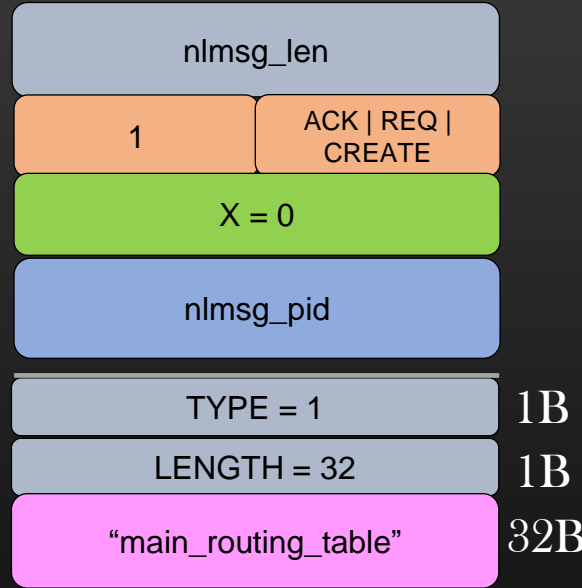 nlmsg_len
1
ACK | REQ |
CREATE
X = 0
nlmsg_pid
TYPE = 1
1B
LENGTH = 32
1B
“main_routing_table”
32B